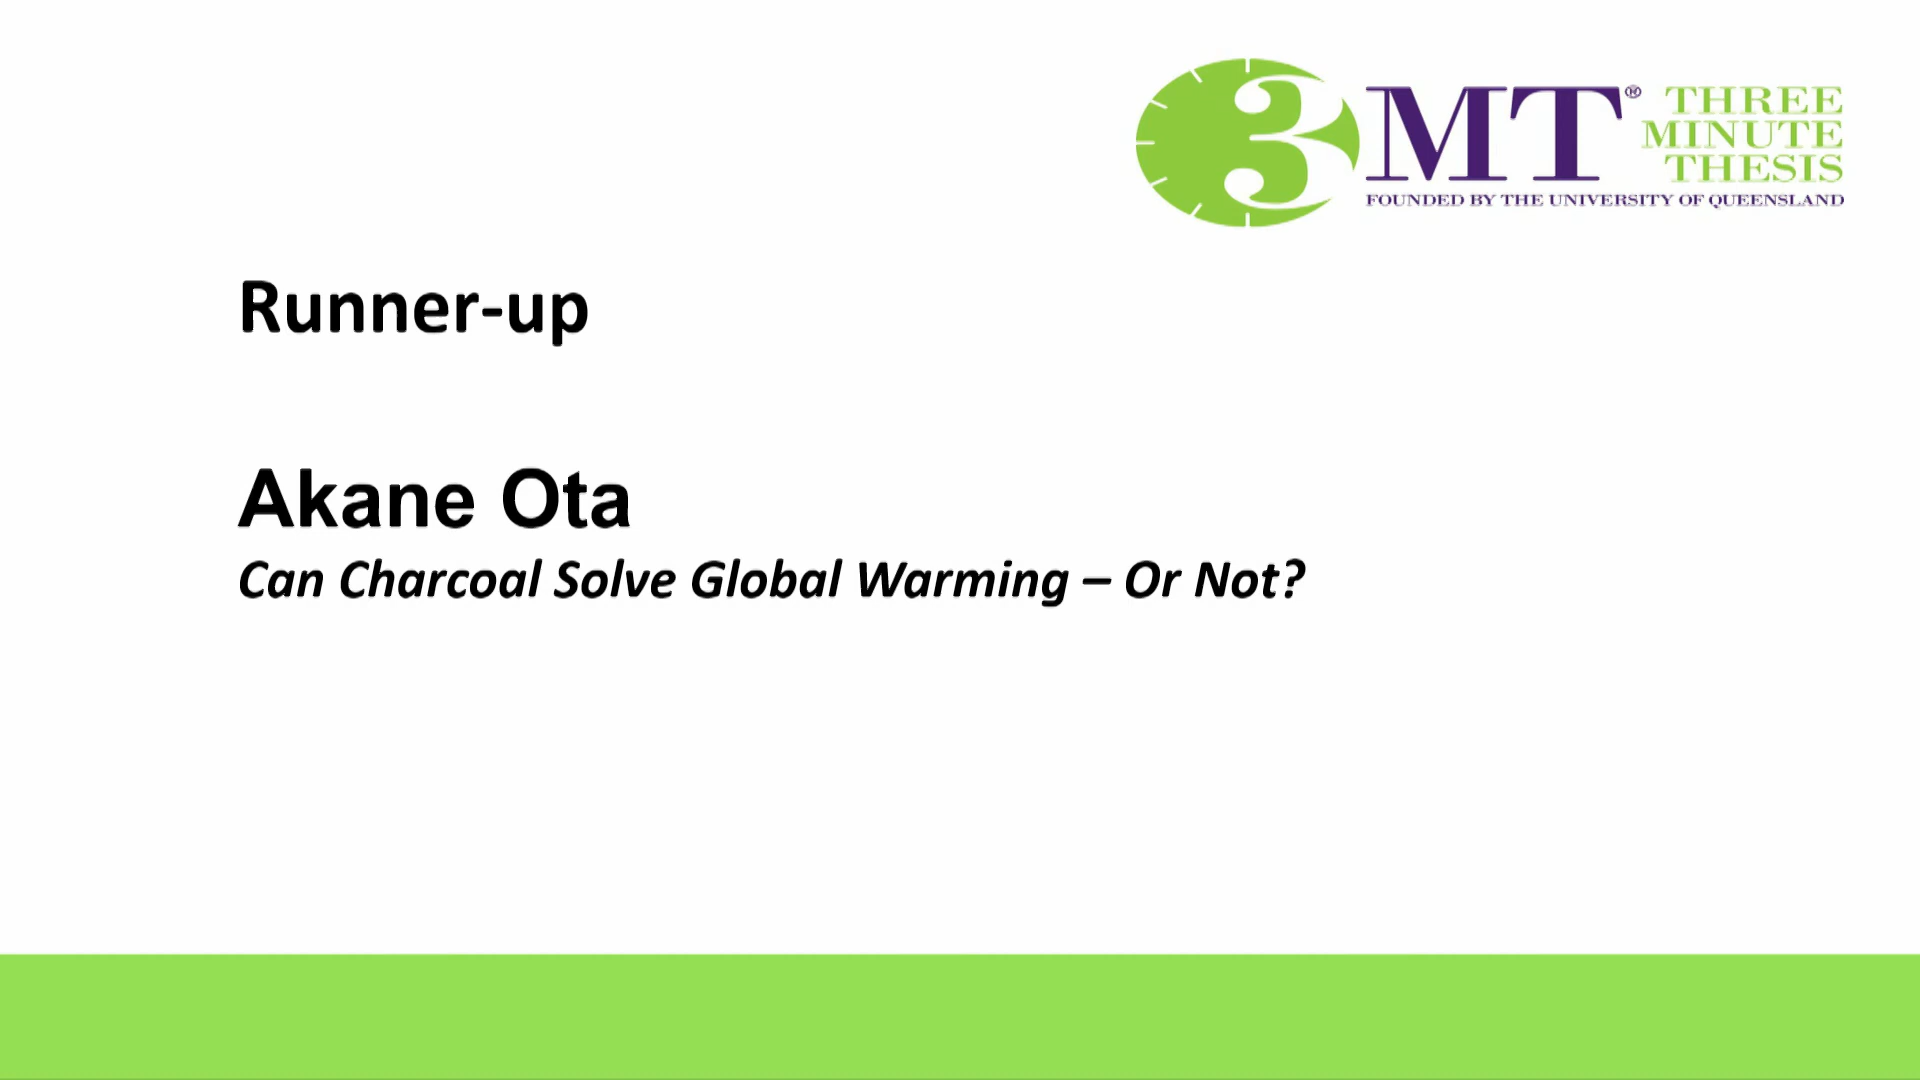 3MT® THREE
MINUTE
THESIS
FOUNDED BY THE UNIVERSITY OF QUEENSLAND
Runner-up
Akane Ota
Can Charcoal Solve Global Warming – Or Not?